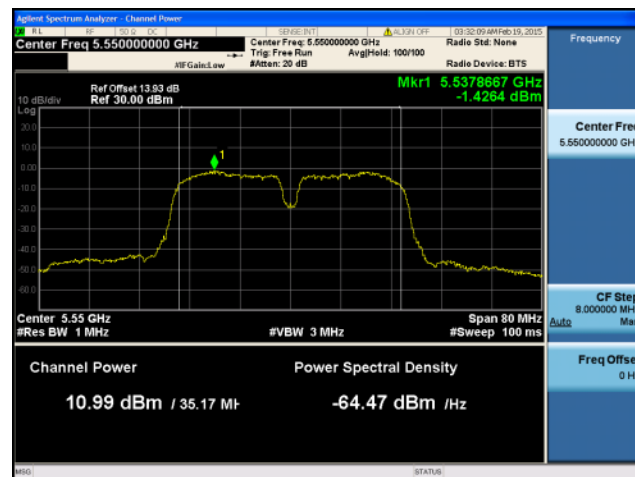 Agilent Spectrum Analyzer - Channel Power
RL RF 50 Ω DC SENSE:INT ALIGN OFF 03:32:09 AM Feb 19, 2015
Center Freq 5.550000000 GHz Center Freq: 5.550000000 GHz Radio Std: None
Trig: Free Run Avg|Hold: 100/100
#IFGain:Low #Atten: 20 dB Radio Device: BTS
Frequency
Mkr1 5.5378667 GHz
-1.4264 dBm
Ref Offset 13.93 dB
10 dB/div Ref 30.00 dBm
Log
20.0
10.0
0.00
-10.0
-20.0
-30.0
-40.0
-50.0
-60.0
1
Center 5.55 GHz Span 80 MHz
#Res BW 1 MHz #VBW 3 MHz #Sweep 100 ms
Channel Power Power Spectral Density
10.99 dBm / 35.17 MH -64.47 dBm /Hz
Center Fre
5.550000000 GH
CF Step
8.000000 MH
Auto Ma
Freq Offse
0 H
MSG STATUS